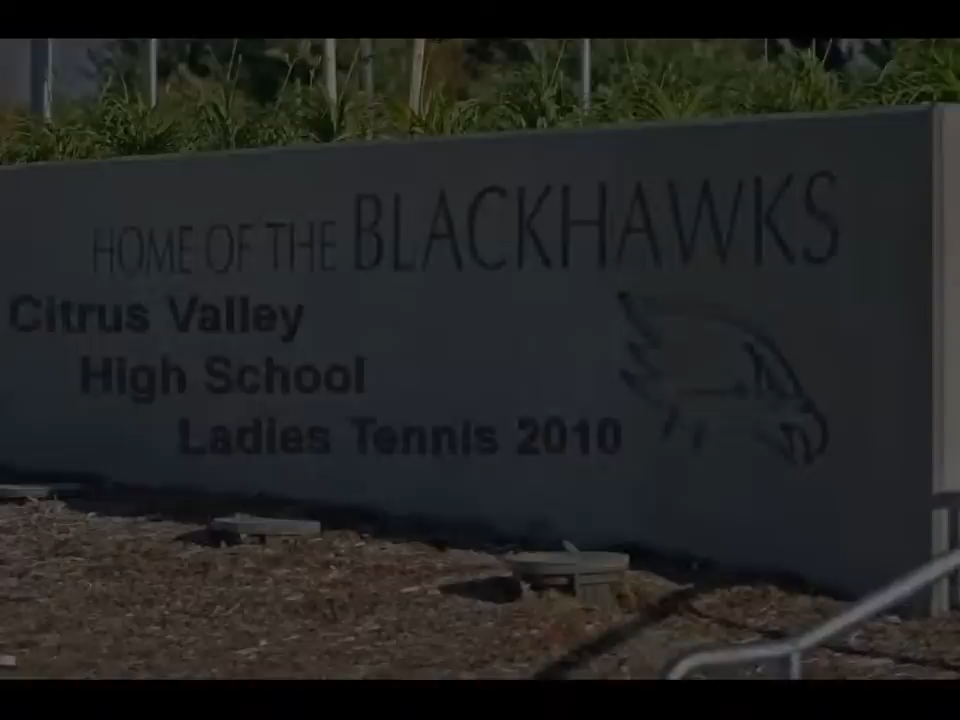 HOME OF THE BLACKHAWKS
Citrus Valley
High School
Ladies Tennis 2010